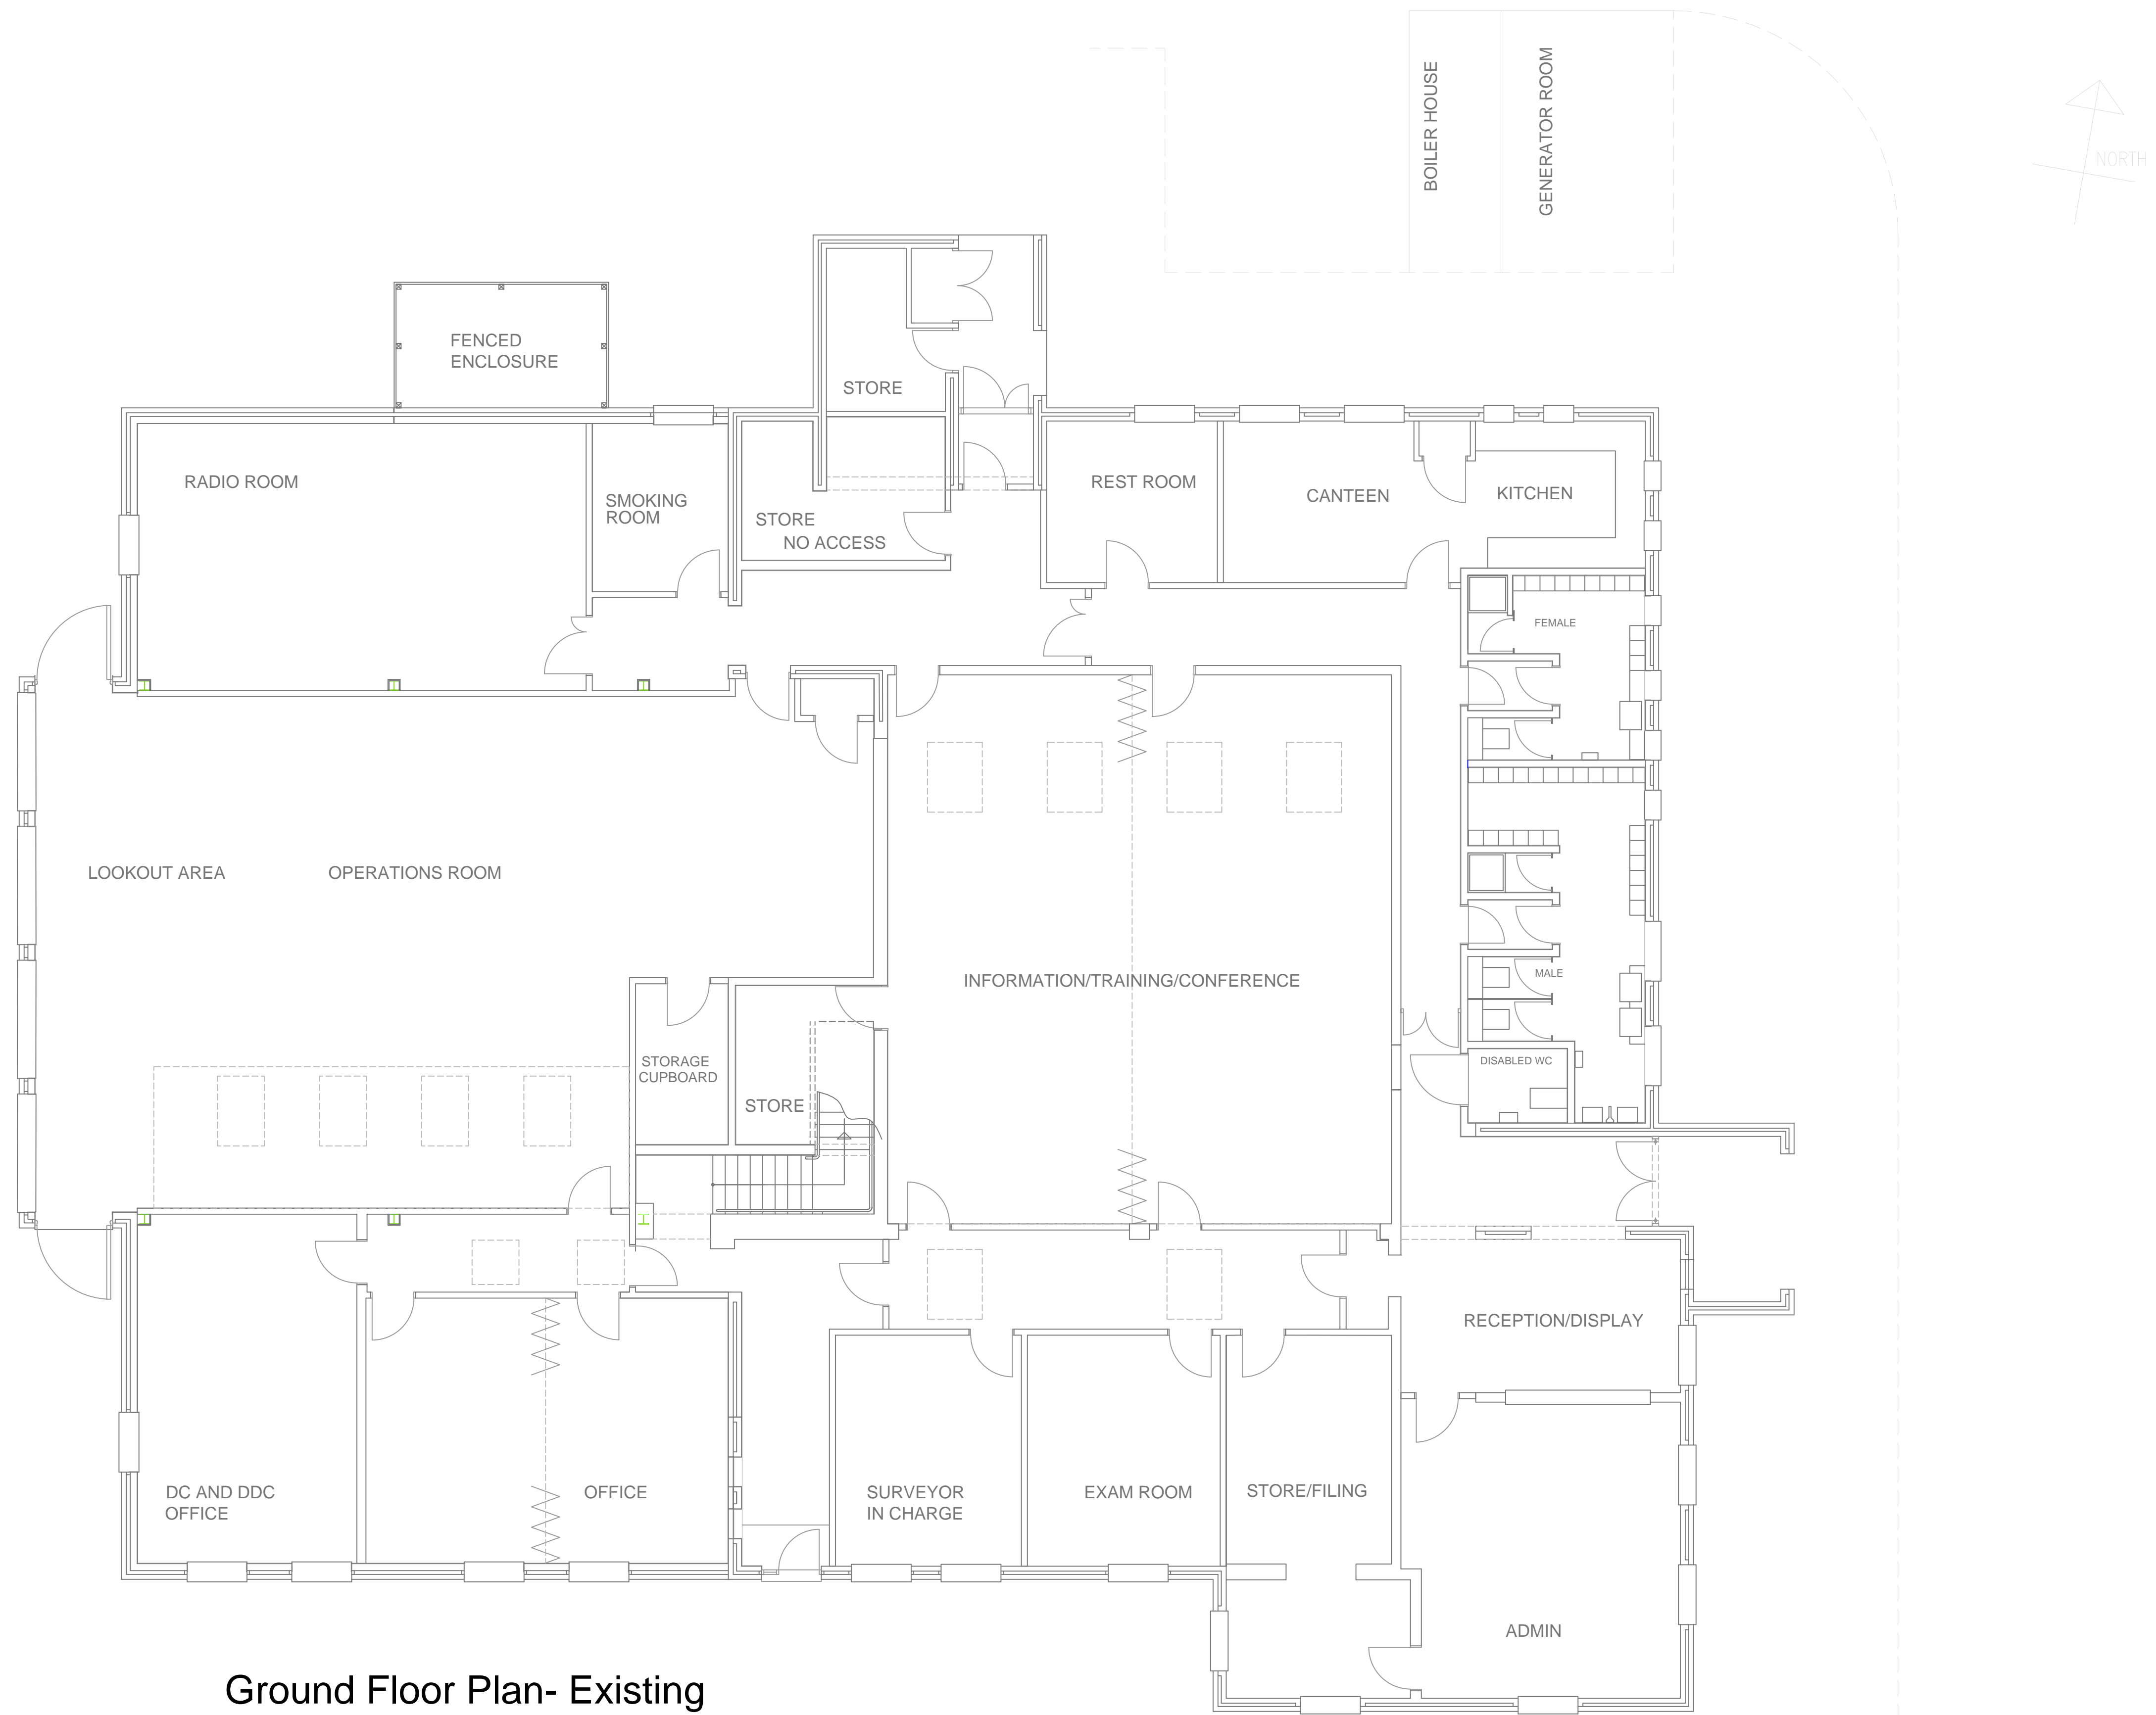 BOILER HOUSE
GENERATOR ROOM
NORTH
FENCED
ENCLOSURE
STORE
RADIO ROOM
SMOKING
ROOM
STORE
NO ACCESS
REST ROOM
CANTEEN
KITCHEN
FEMALE
LOOKOUT AREA
OPERATIONS ROOM
INFORMATION/TRAINING/CONFERENCE
MALE
STORAGE
CUPBOARD
STORE
DISABLED WC
RECEPTION/DISPLAY
DC AND DDC
OFFICE
OFFICE
SURVEYOR
IN CHARGE
EXAM ROOM
STORE/FILING
ADMIN
Ground Floor Plan- Existing